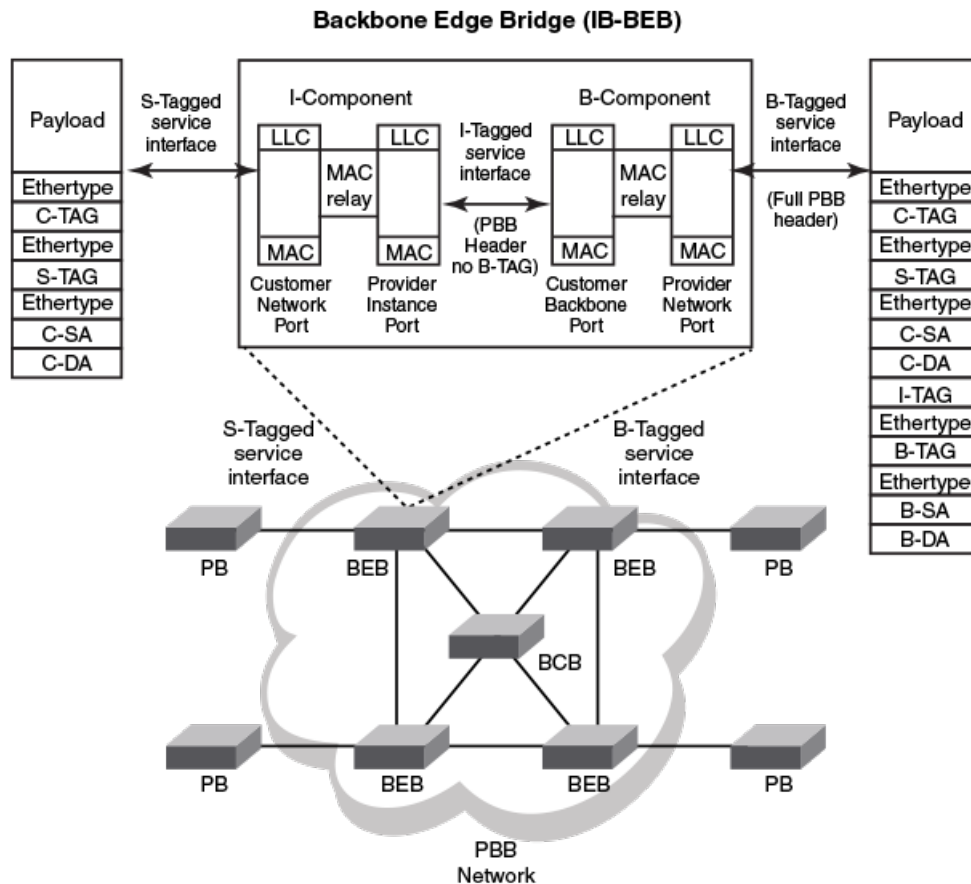 Backbone Edge Bridge (IB-BEB)
Payload
Ethertype
C-TAG
Ethertype
S-TAG
Ethertype
C-SA
C-DA
S-Tagged
service
interface
I-Component
LLC
LLC
MAC
relay
MAC
MAC
Customer
Network
Port
Provider
Instance
Port
I-Tagged
service
interface
(PBB
Header
no B-TAG)
B-Component
LLC
LLC
MAC
relay
MAC
MAC
Customer
Backbone
Port
Provider
Network
Port
B-Tagged
service
interface
(Full PBB
header)
Payload
Ethertype
C-TAG
Ethertype
S-TAG
Ethertype
C-SA
C-DA
I-TAG
Ethertype
B-TAG
Ethertype
B-SA
B-DA
S-Tagged
service
interface
B-Tagged
service
interface
PB
BEB
BEB
PB
BCB
PB
BEB
BEB
PB
PBB
Network